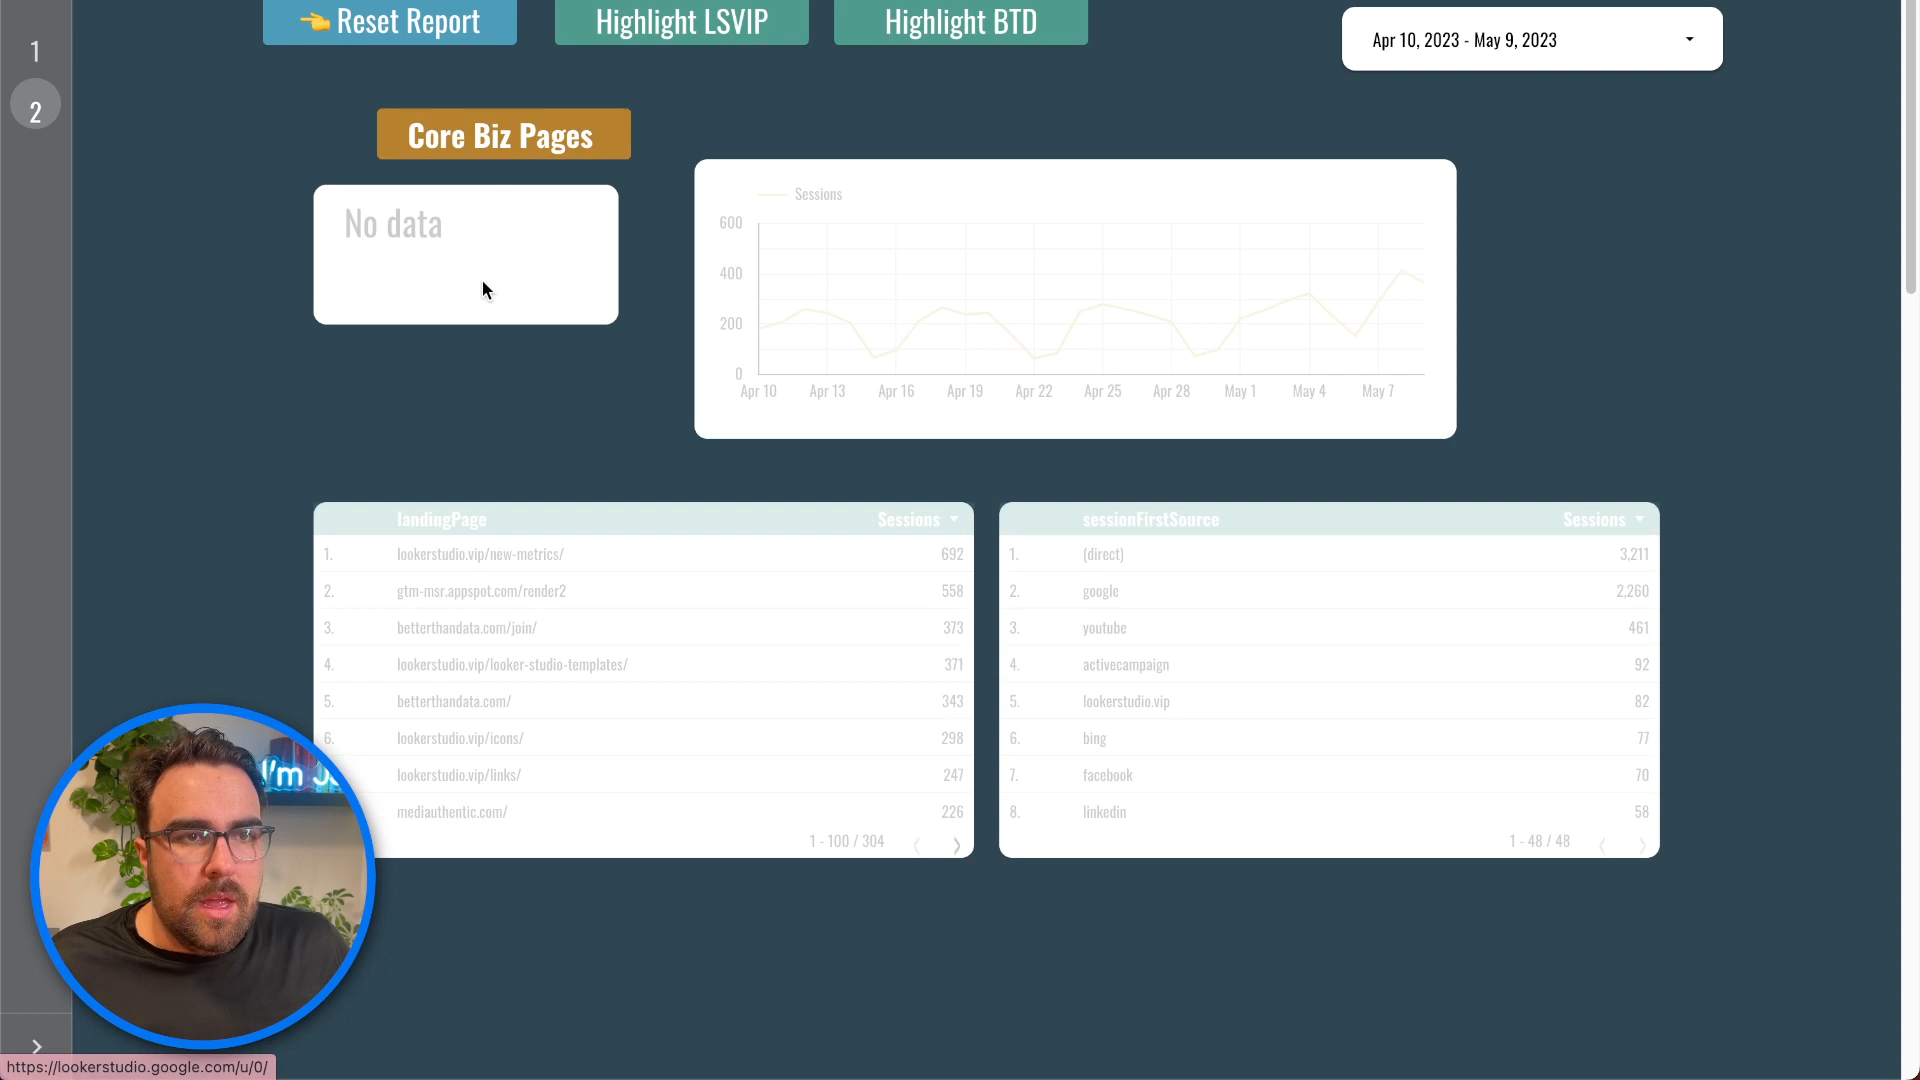 1
2
👈 Reset Report
Highlight LSVIP
Highlight BTD
Apr 10, 2023 - May 9, 2023
Core Biz Pages
No data
Sessions
600
400
200
0
Apr 10 Apr 13 Apr 16 Apr 19 Apr 22 Apr 25 Apr 28 May 1 May 4 May 7
landingPage Sessions
1. lookerstudio.vip/new-metrics/ 692
2. gtm-msr.appspot.com/render2 558
3. betterthandata.com/join/ 373
4. lookerstudio.vip/looker-studio-templates/ 371
5. betterthandata.com/ 343
6. lookerstudio.vip/icons/ 298
lookerstudio.vip/links/ 247
mediauthentic.com/ 226
1 - 100 / 304
sessionFirstSource Sessions
1. (direct) 3,211
2. google 2,260
3. youtube 461
4. activecampaign 92
5. lookerstudio.vip 82
6. bing 77
7. facebook 70
8. linkedin 58
1 - 48 / 48
I'm
https://lookerstudio.google.com/u/0/